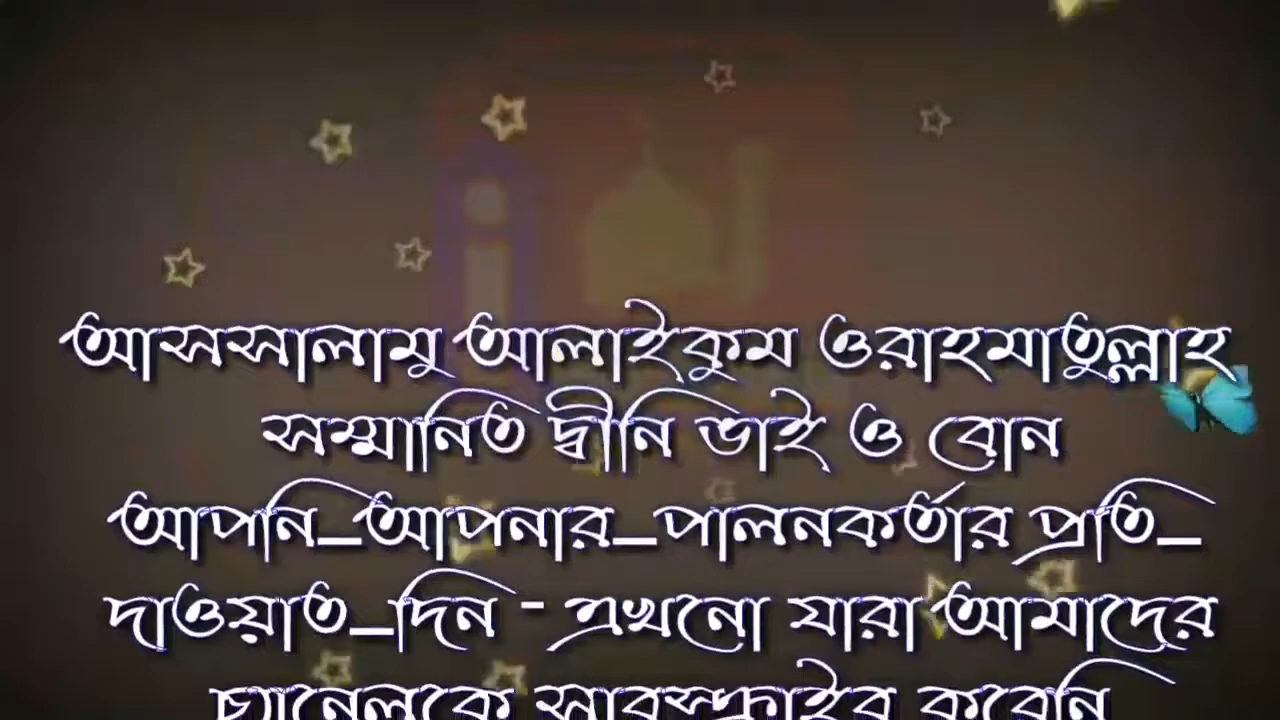 আসসালামু আলাইকুম ওরাহমাতুল্লাহ
সম্মানিত দ্বীনি ভাই ও বোন
আপনি_আপনার_পালনকর্তার প্রতি_
দাওয়াত_দিন - এখনো যারা আমাদের
চ্যানেলকে সাবস্ক্রাইব করেনি